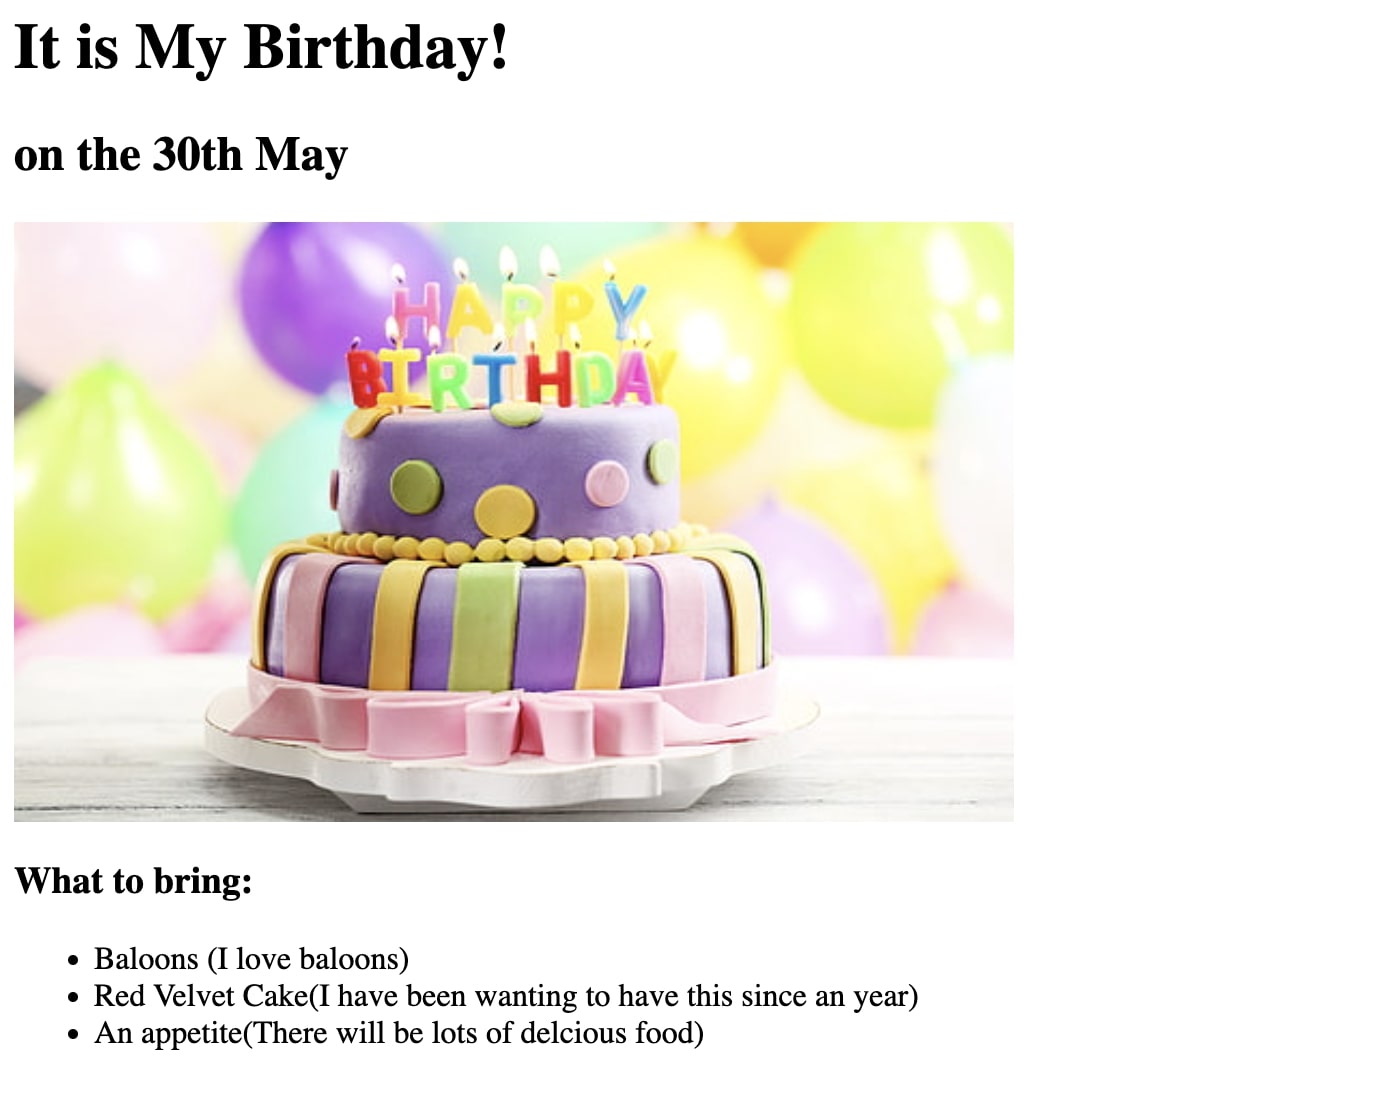 It is My Birthday!
on the 30th May
HAPPY
BIRTHDAY
What to bring:
Baloons (I love baloons)
Red Velvet Cake(I have been wanting to have this since an year)
An appetite(There will be lots of delcious food)